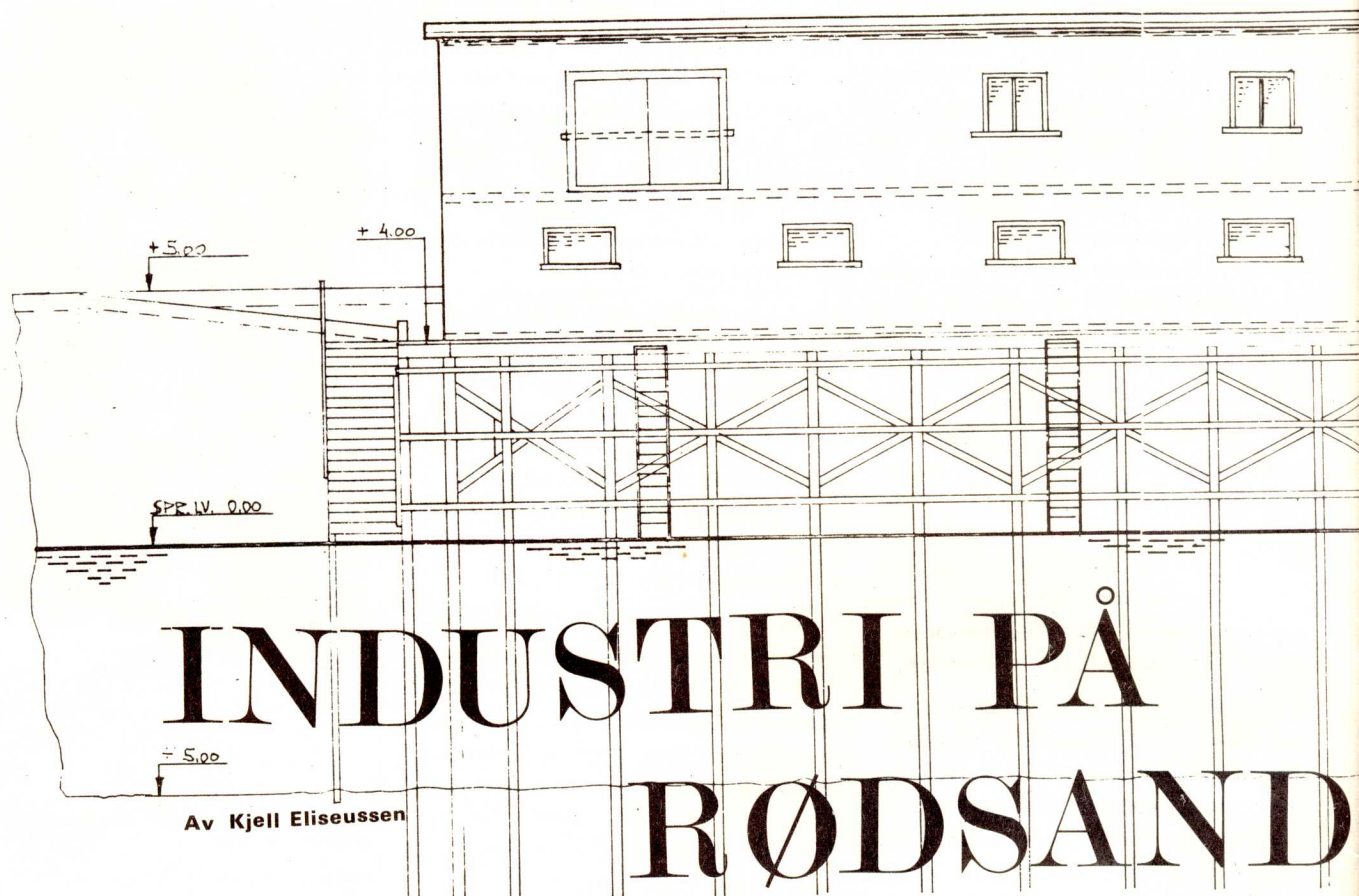 + 5.00
+ 4.00
SPR. LV. 0.00
INDUSTRI PÅ
÷ 5.00
Av Kjell Eliseussen
RØDSAND